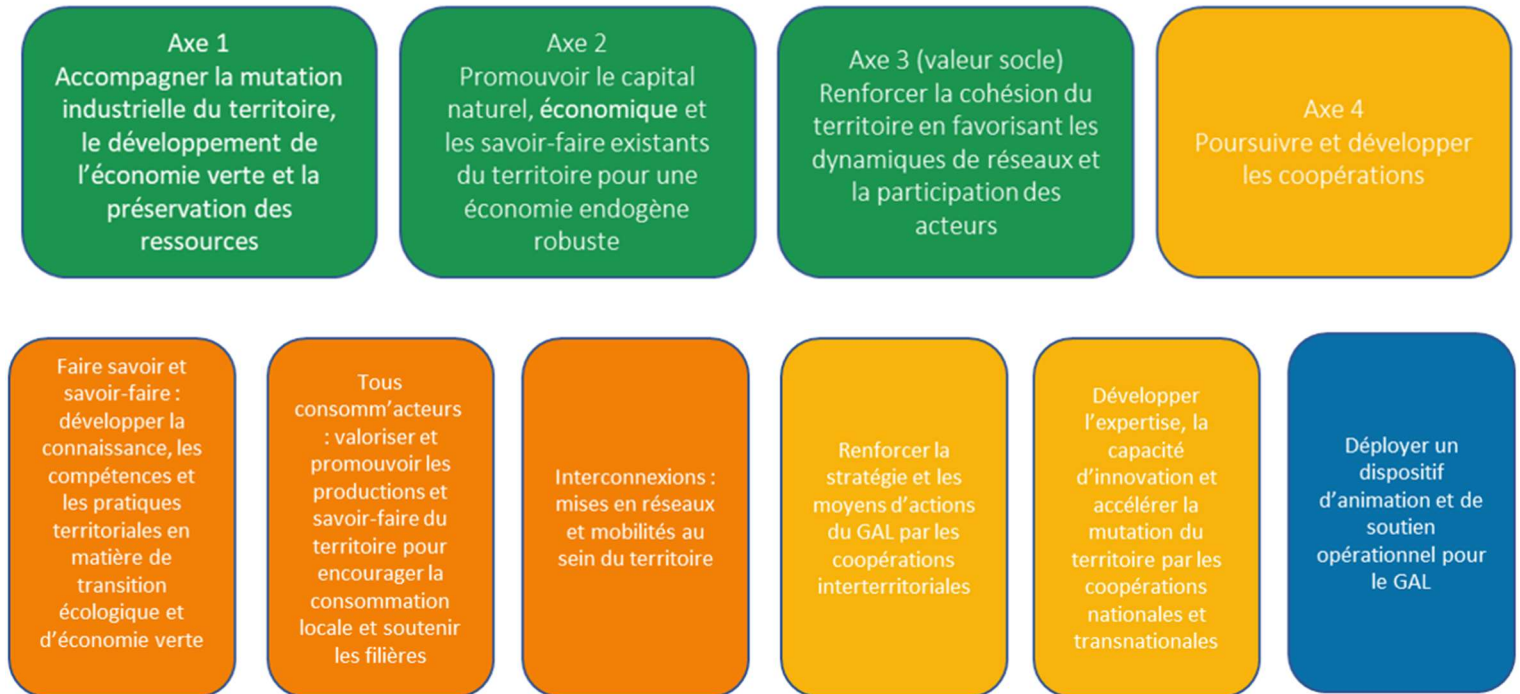 Axe 1
Accompagner la mutation
industrielle du territoire,
le développement de
l'économie verte et la
préservation des
ressources
Axe 2
Promouvoir le capital
naturel, économique et
les savoir-faire existants
du territoire pour une
économie endogène
robuste
Axe 3 (valeur socle)
Renforcer la cohésion du
territoire en favorisant les
dynamiques de réseaux et
la participation des
acteurs
Axe 4
Poursuivre et développer
les coopérations
Faire savoir et
savoir-faire :
développer la
connaissance, les
compétences et
les pratiques
territoriales en
matière de
transition
écologique et
d'économie verte
Tous
consomm'acteurs
: valoriser et
promouvoir les
productions et
savoir-faire du
territoire pour
encourager la
consommation
locale et soutenir
les filières
Interconnexions :
mises en réseaux
et mobilités au
sein du territoire
Renforcer la
stratégie et les
moyens d'actions
du GAL par les
coopérations
interterritoriales
Développer
l'expertise, la
capacité
d'innovation et
accélérer la
mutation du
territoire par les
coopérations
nationales et
transnationales
Déployer un
dispositif
d'animation et de
soutien
opérationnel pour
le GAL